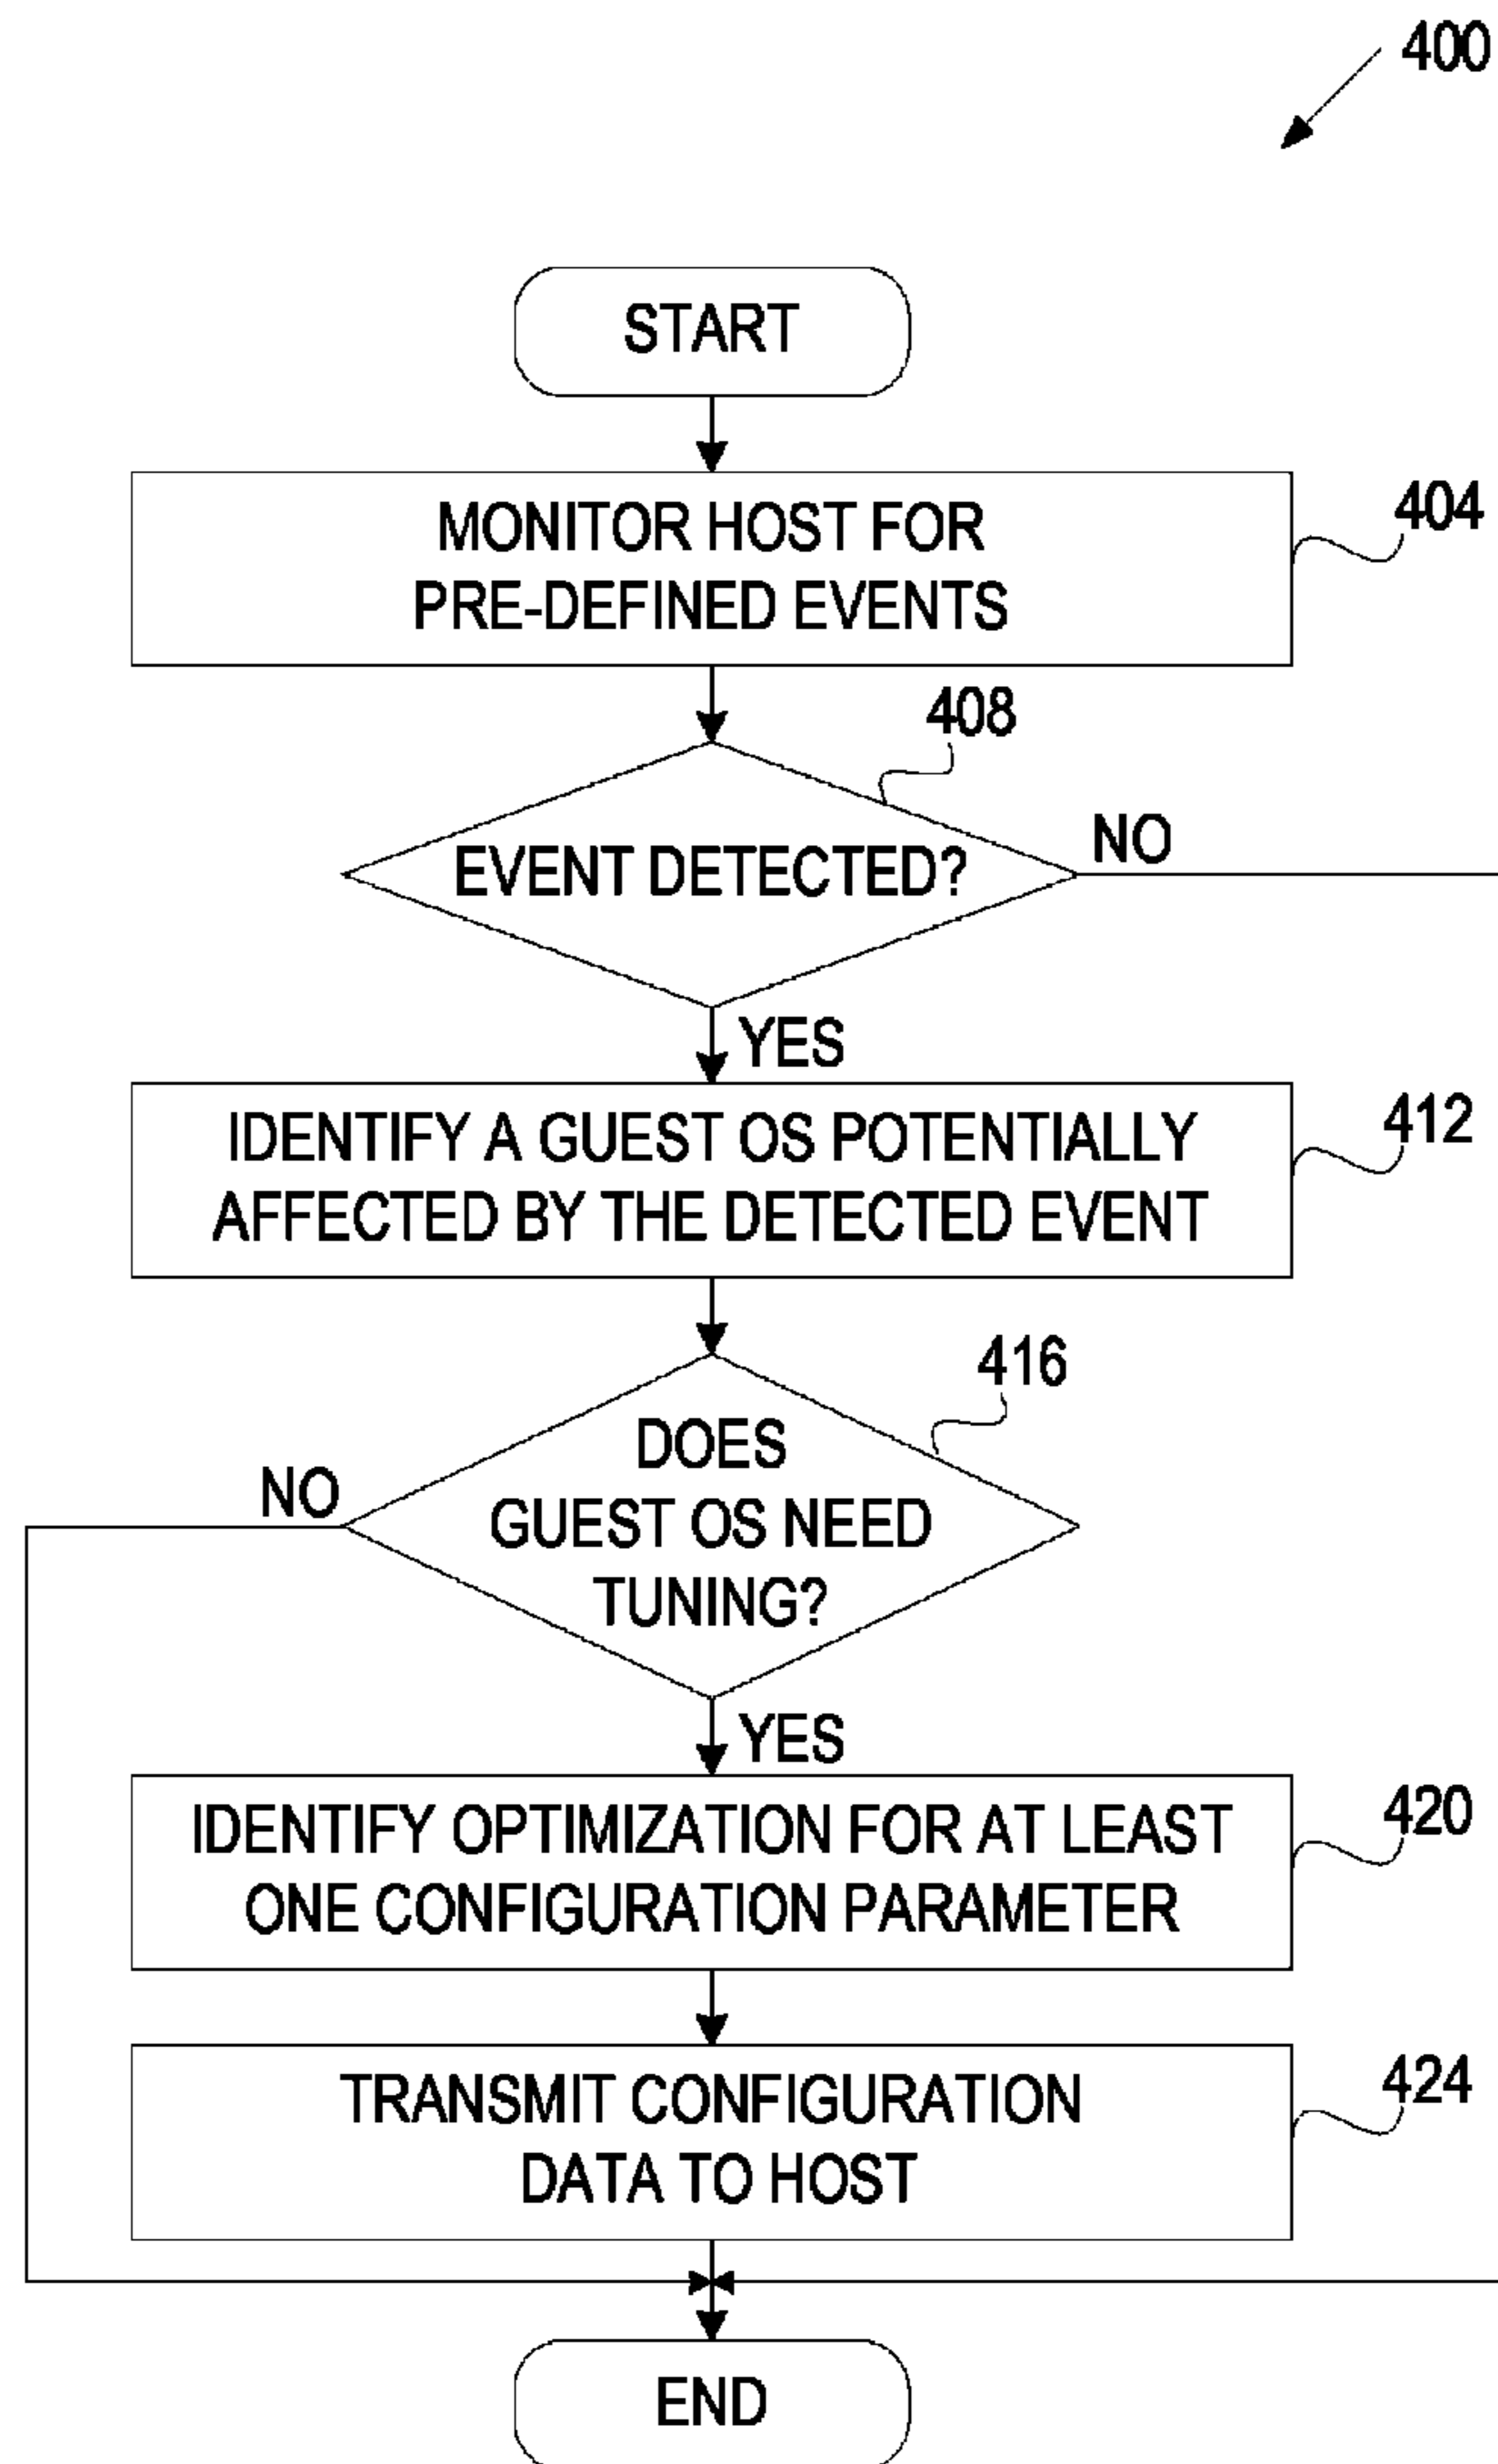 400
START
MONITOR HOST FOR
PRE-DEFINED EVENTS
404
408
EVENT DETECTED?
NO
YES
IDENTIFY A GUEST OS POTENTIALLY
AFFECTED BY THE DETECTED EVENT
412
416
DOES
GUEST OS NEED
TUNING?
NO
YES
IDENTIFY OPTIMIZATION FOR AT LEAST
ONE CONFIGURATION PARAMETER
420
TRANSMIT CONFIGURATION
DATA TO HOST
424
END